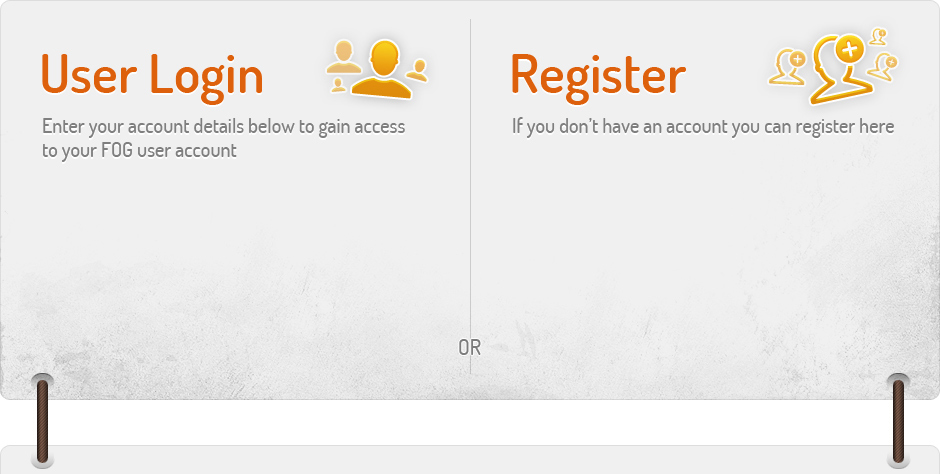 User Login
Enter your account details below to gain access
to your FOG user account
Register
If you don't have an account you can register here
OR